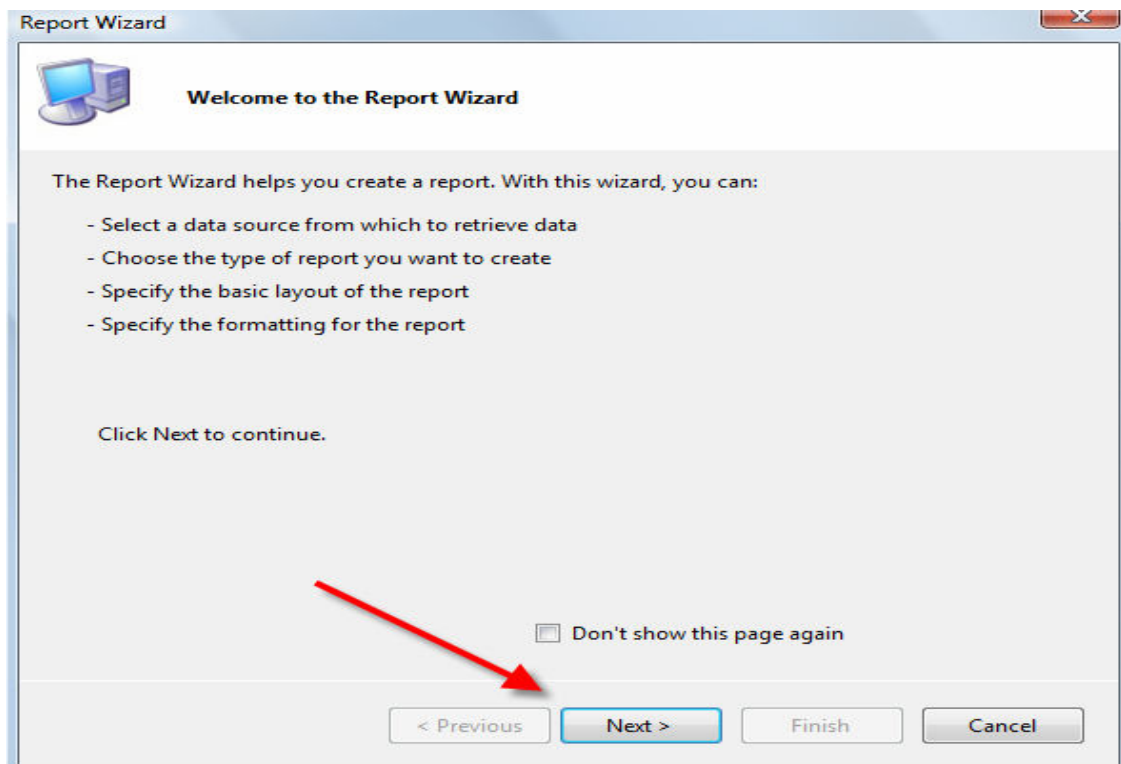 Report Wizard
Welcome to the Report Wizard
The Report Wizard helps you create a report. With this wizard, you can:
- Select a data source from which to retrieve data
- Choose the type of report you want to create
- Specify the basic layout of the report
- Specify the formatting for the report
Click Next to continue.
Don't show this page again
< Previous Next > Finish Cancel